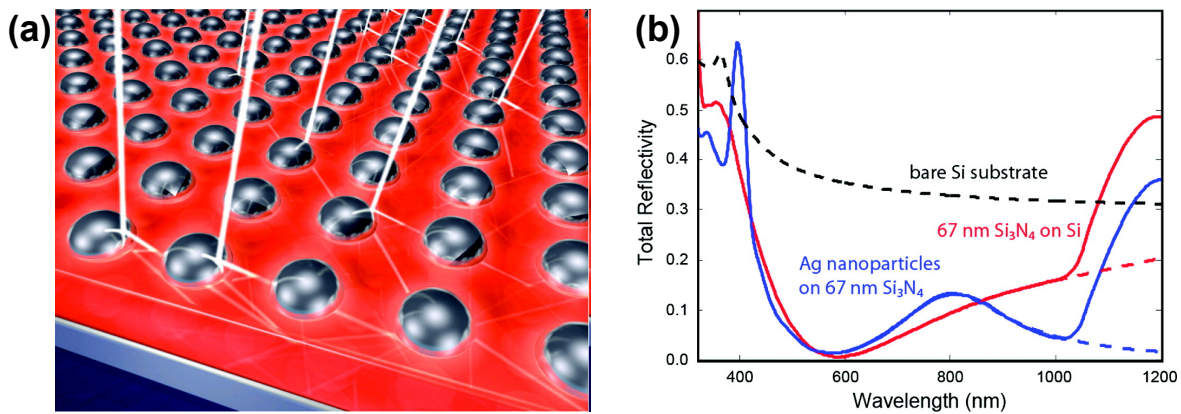 (a)
(b)
Total Reflectivity
0.6
0.5
0.4
0.3
0.2
0.1
0.0
bare Si substrate
67 nm Si₃N₄ on Si
Ag nanoparticles
on 67 nm Si₃N₄
400 600 800 1000 1200
Wavelength (nm)